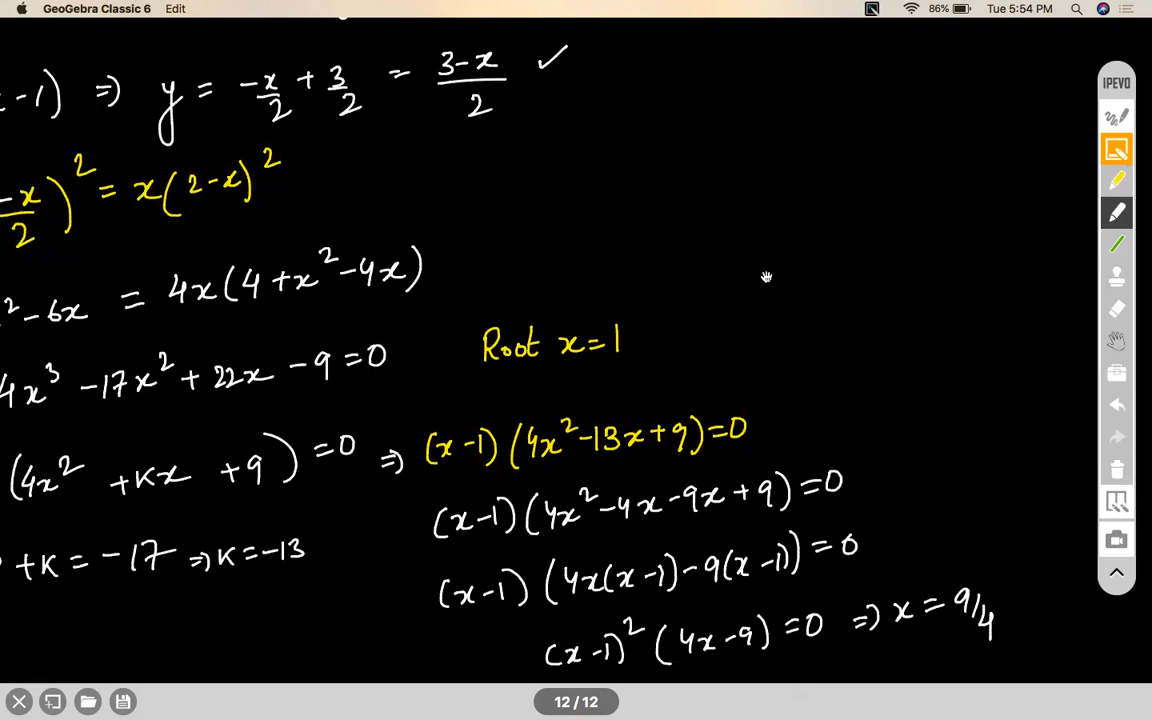 GeoGebra Classic 6 Edit 86% Tue 5:54 PM
-1) ⇒ y = -x/2 + 3/2 = (3-x)/2 ✓
IPEVO
-x/2)² = x(2-x)²
² -6x = 4x(4+x²-4x)
Root x=1
4x³ -17x² + 22x -9 =0
(4x² +Kx +9) =0 ⇒ (x-1)(4x²-13x+9)=0
(x-1)(4x²-4x-9x+9)=0
+K = -17 ⇒ K=-13
(x-1)(4x(x-1)-9(x-1))=0
(x-1)²(4x-9)=0 ⇒ x = 9/4
12/12